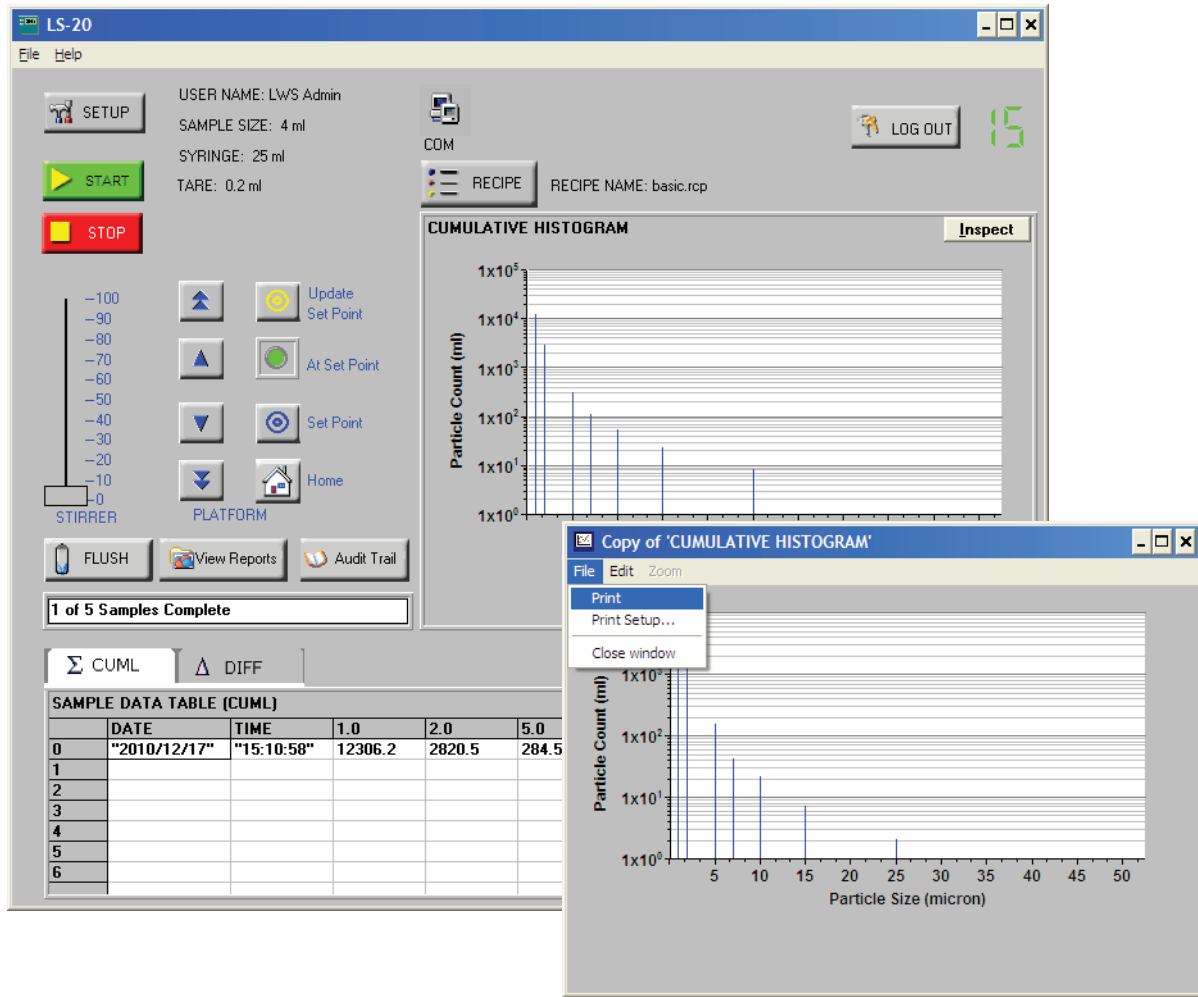 LS-20
File Help
SETUP
USER NAME: LWS Admin
SAMPLE SIZE: 4 ml
SYRINGE: 25 ml
TARE: 0.2 ml
START
STOP
COM
RECIPE
RECIPE NAME: basic.rcp
LOG OUT
15
CUMULATIVE HISTOGRAM
Inspect
1x10⁵
1x10⁴
1x10³
1x10²
1x10¹
1x10⁰
Particle Count (ml)
100
90
80
70
60
50
40
30
20
10
0
STIRRER
PLATFORM
Update
Set Point
At Set Point
Set Point
Home
FLUSH
View Reports
Audit Trail
1 of 5 Samples Complete
Σ CUML
Δ DIFF
SAMPLE DATA TABLE (CUML)
DATE TIME 1.0 2.0 5.0
0 "2010/12/17" "15:10:58" 12306.2 2820.5 284.5
1
2
3
4
5
6
Copy of 'CUMULATIVE HISTOGRAM'
File Edit Zoom
Print
Print Setup...
Close window
1x10³
1x10²
1x10¹
1x10⁰
Particle Count (ml)
5 10 15 20 25 30 35 40 45 50
Particle Size (micron)